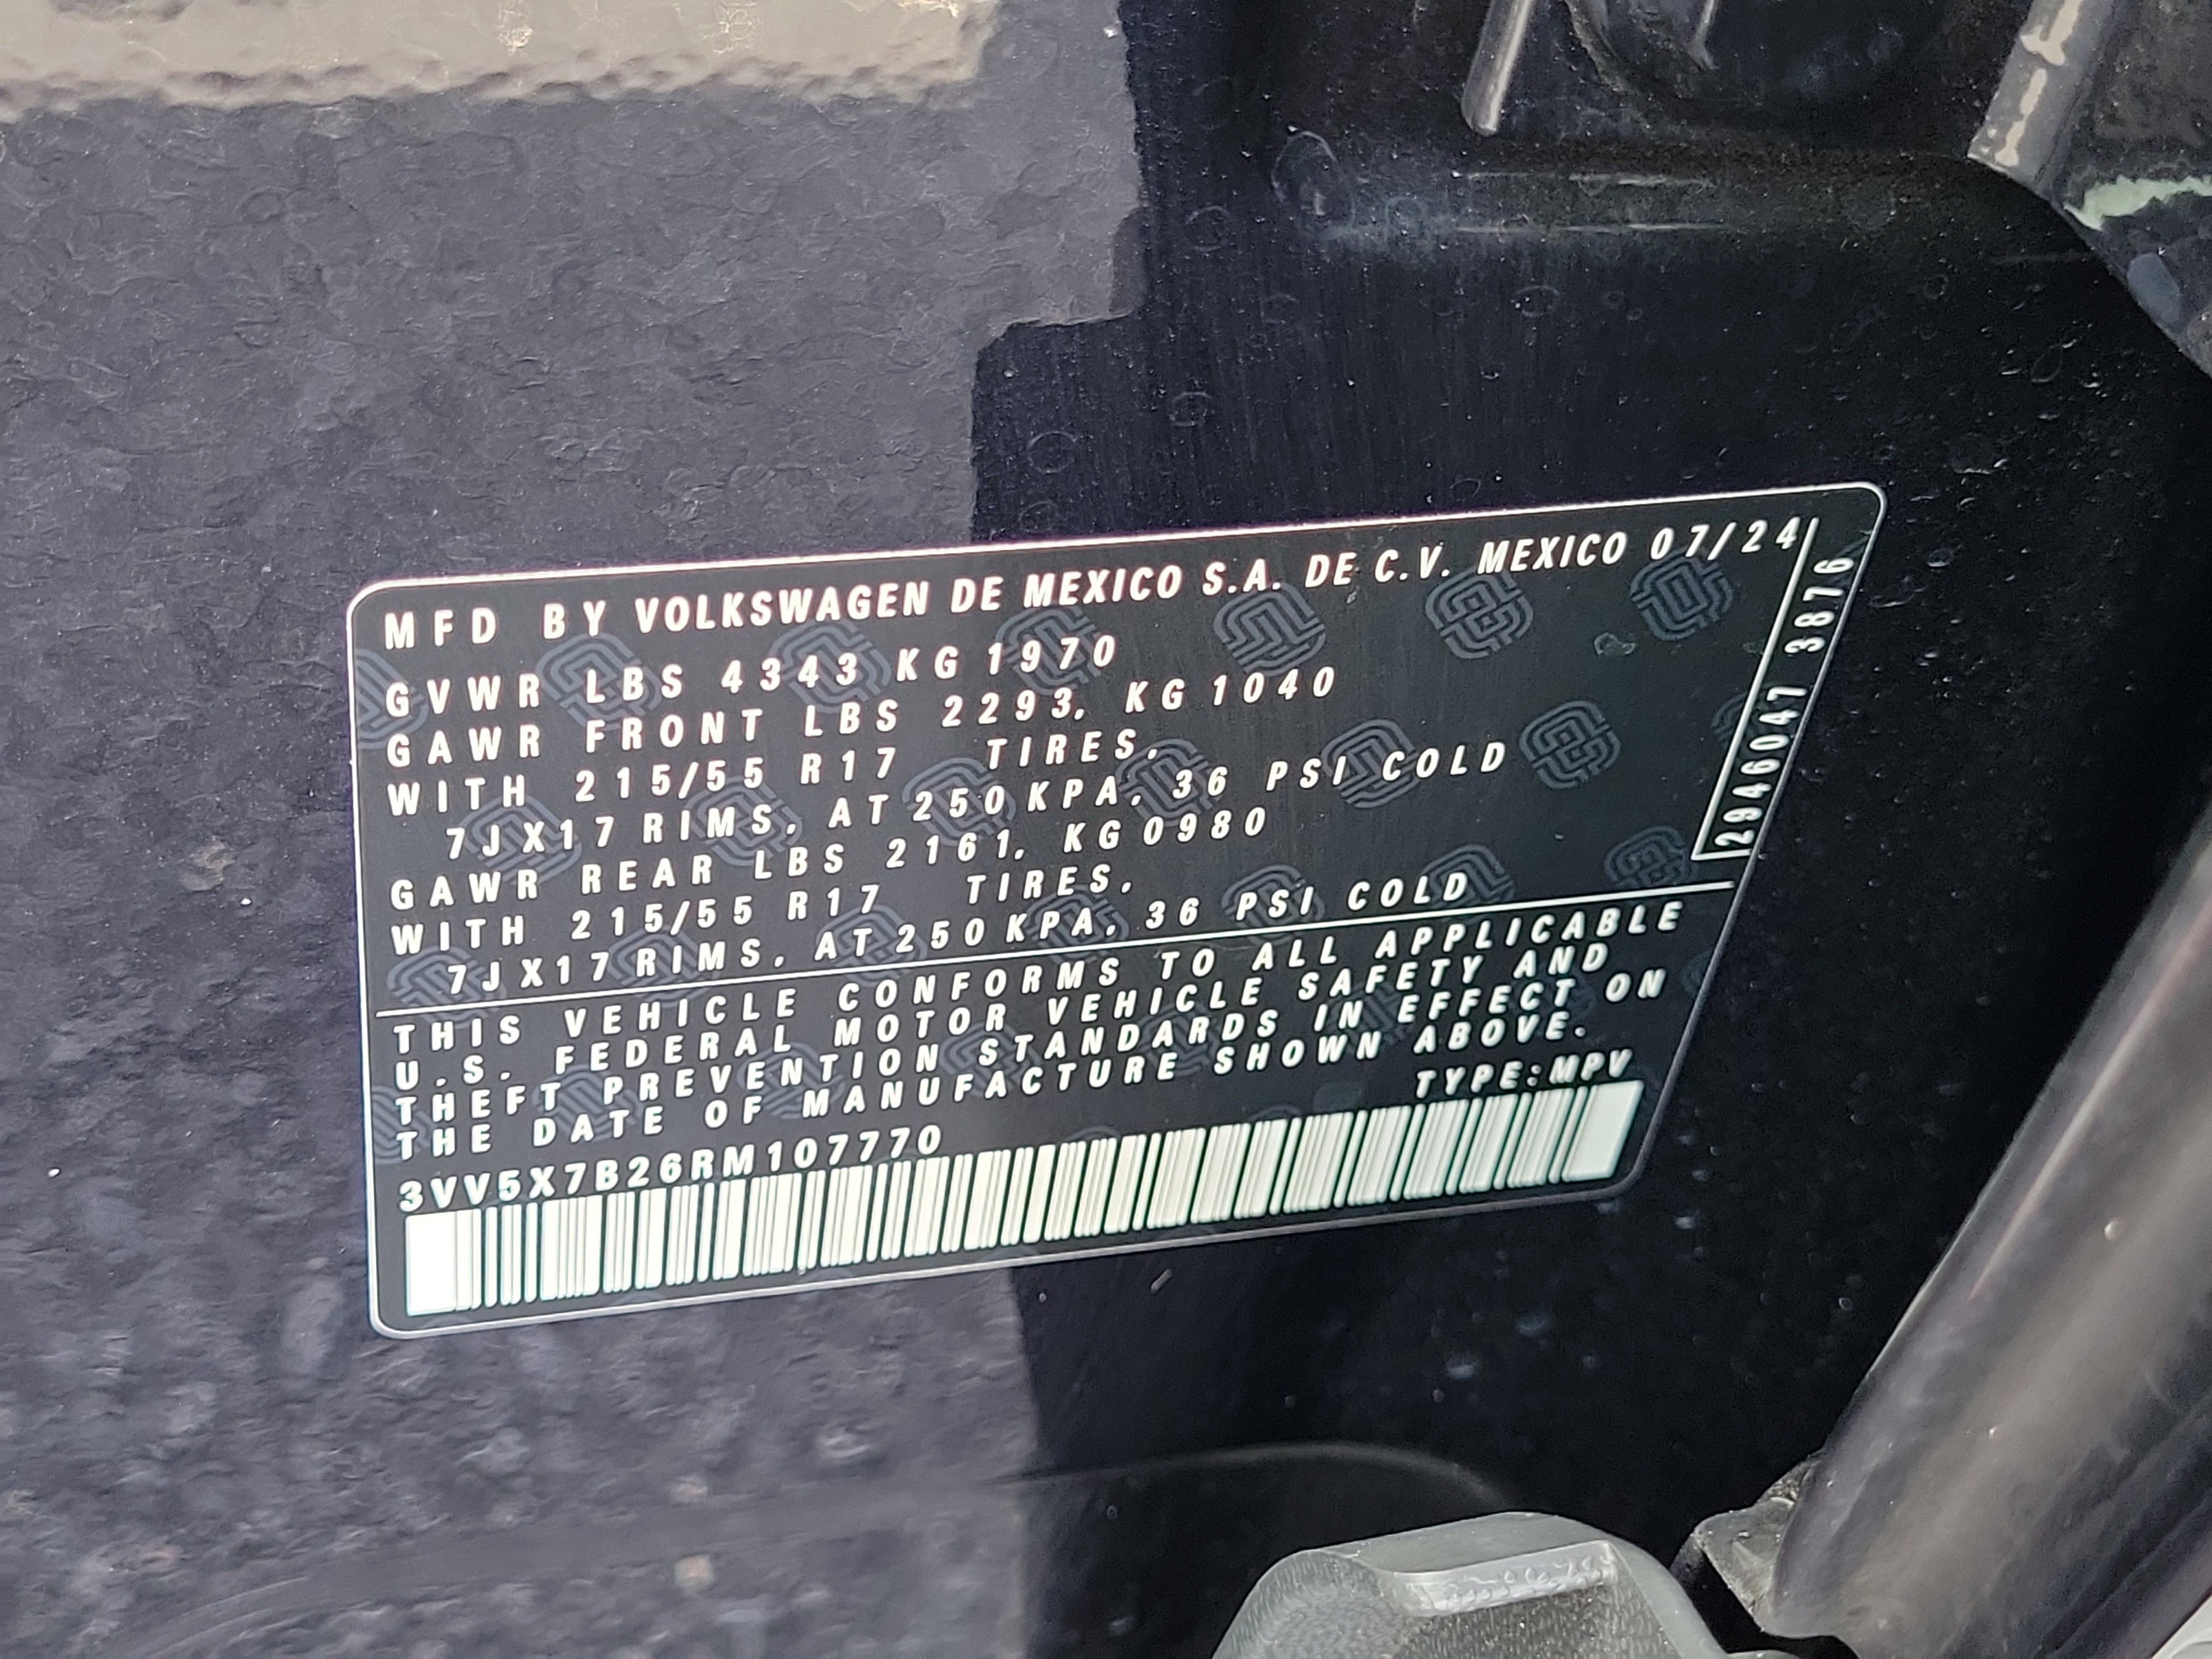 MFD BY VOLKSWAGEN DE MEXICO S.A. DE C.V. MEXICO 07/24
GVWR LBS 4343 KG 1970
GAWR FRONT LBS 2293, KG 1040
WITH 215/55 R17 TIRES,
7JX17 RIMS, AT 250 KPA, 36 PSI COLD
GAWR REAR LBS 2161, KG 0980
WITH 215/55 R17 TIRES,
7JX17 RIMS, AT 250 KPA, 36 PSI COLD
2946041 3876
THIS VEHICLE CONFORMS TO ALL APPLICABLE
U.S. FEDERAL MOTOR VEHICLE SAFETY AND
THEFT PREVENTION STANDARDS IN EFFECT ON
THE DATE OF MANUFACTURE SHOWN ABOVE.
TYPE:MPV
3VV5X7B26RM107770